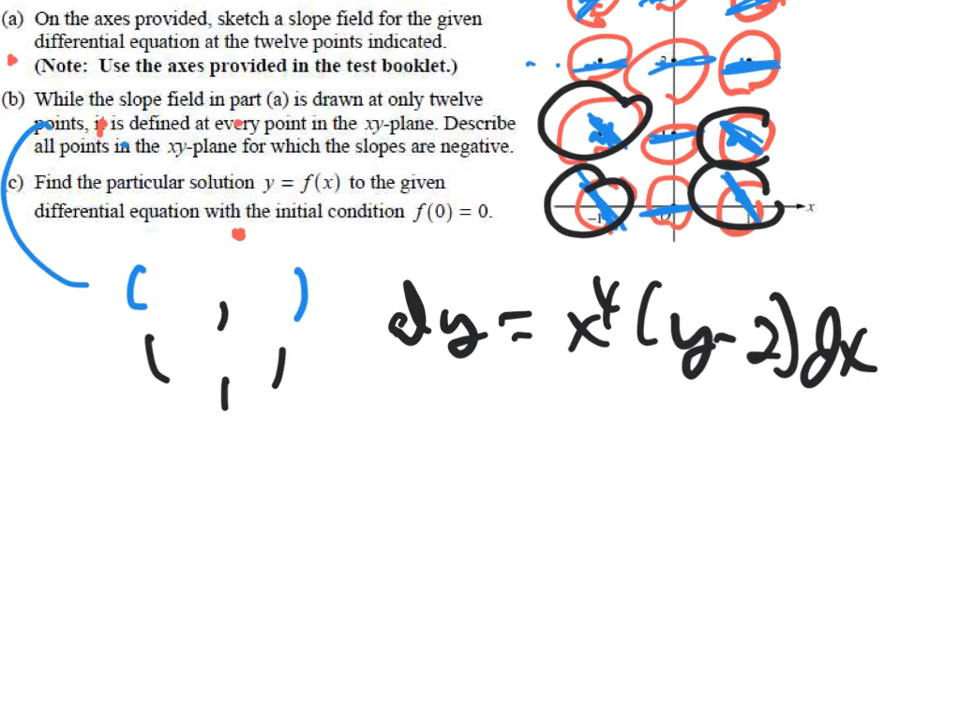 (a) On the axes provided, sketch a slope field for the given
differential equation at the twelve points indicated.
(Note: Use the axes provided in the test booklet.)
(b) While the slope field in part (a) is drawn at only twelve
points, it is defined at every point in the xy-plane. Describe
all points in the xy-plane for which the slopes are negative.
(c) Find the particular solution y = f(x) to the given
differential equation with the initial condition f(0) = 0.
-1 x
dy = x⁴(y-2)dx